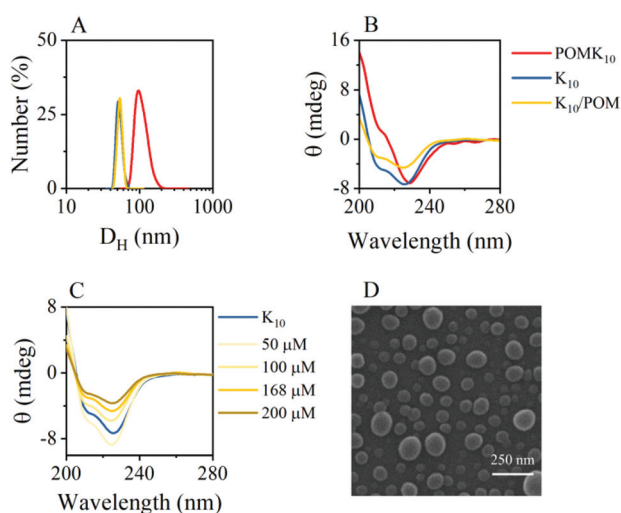 A
50
25
0
Number (%)
10
100
1000
D_H (nm)
B
16
8
0
-8
θ (mdeg)
200
240
280
Wavelength (nm)
POMK₁₀
K₁₀
K₁₀/POM
C
8
0
-8
θ (mdeg)
200
240
280
Wavelength (nm)
K₁₀
50 μM
100 μM
168 μM
200 μM
D
250 nm